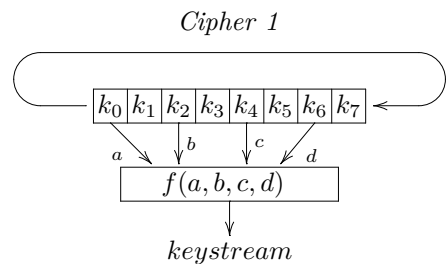 Cipher 1
k₀ k₁ k₂ k₃ k₄ k₅ k₆ k₇
a b c d
f(a, b, c, d)
keystream